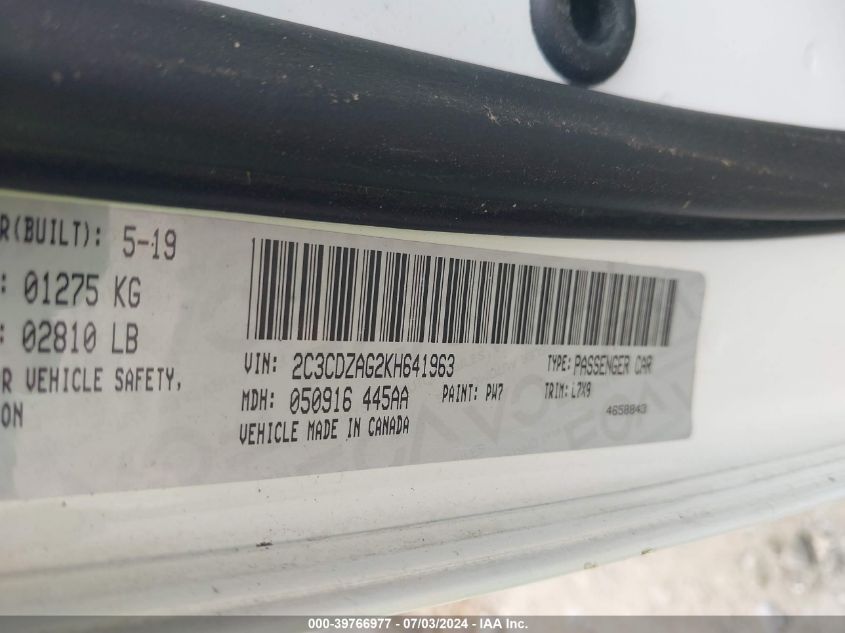 R(BUILT): 5-19
: 01275 KG
: 02810 LB
R VEHICLE SAFETY,
ON
VIN: 2C3CDZAG2KH641963 TYPE: PASSENGER CAR
MDH: 050916 445AA PAINT: PW7 TRIM: L7X9
VEHICLE MADE IN CANADA 4658843
000-39766977 - 07/03/2024 - IAA Inc.